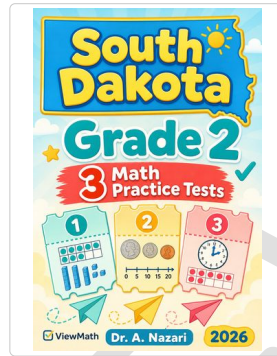 South
Dakota
Grade 2
3 Math
Practice Tests
1 2 3
0 5 10 15 20
ViewMath Dr. A. Nazari 2026